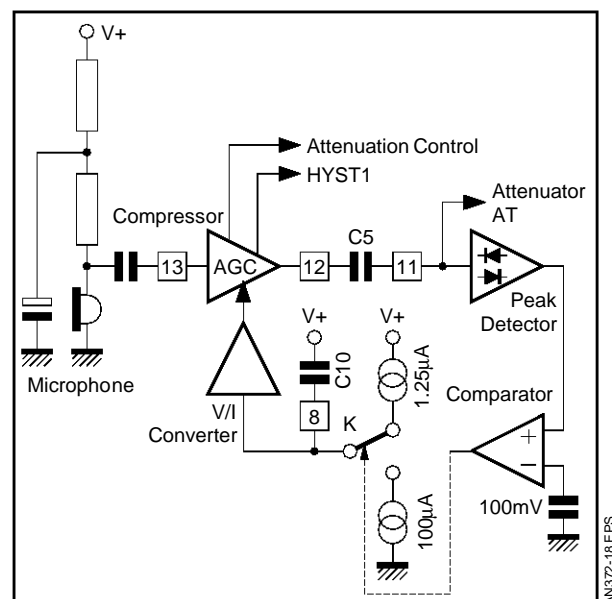 V+
Attenuation Control
HYST1
Compressor
Attenuator
AT
C5
13
AGC
12
11
Peak
Detector
Microphone
V+
V+
C10
1.25µA
8
V/I
Converter
K
Comparator
+
−
100µA
100mV
AN372-18.EPS